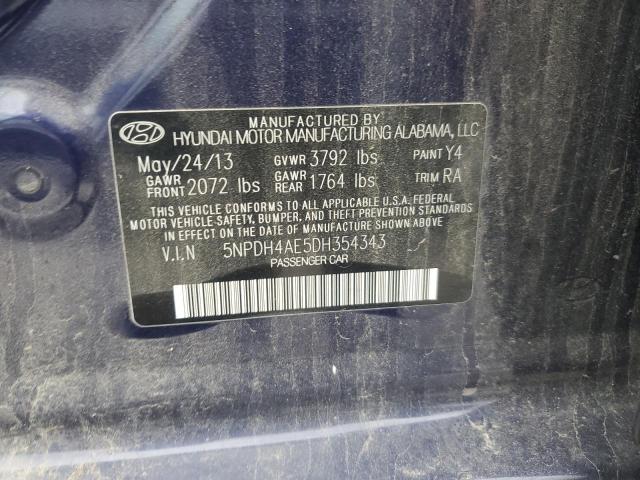 MANUFACTURED BY
HYUNDAI MOTOR MANUFACTURING ALABAMA, LLC
May/24/13 GVWR 3792 lbs PAINT Y4
GAWR FRONT 2072 lbs GAWR REAR 1764 lbs TRIM RA
THIS VEHICLE CONFORMS TO ALL APPLICABLE U.S.A. FEDERAL
MOTOR VEHICLE SAFETY, BUMPER, AND THEFT PREVENTION STANDARDS
IN EFFECT ON THE DATE OF MANUFACTURE SHOWN ABOVE.
V.I.N 5NPDH4AE5DH354343
PASSENGER CAR